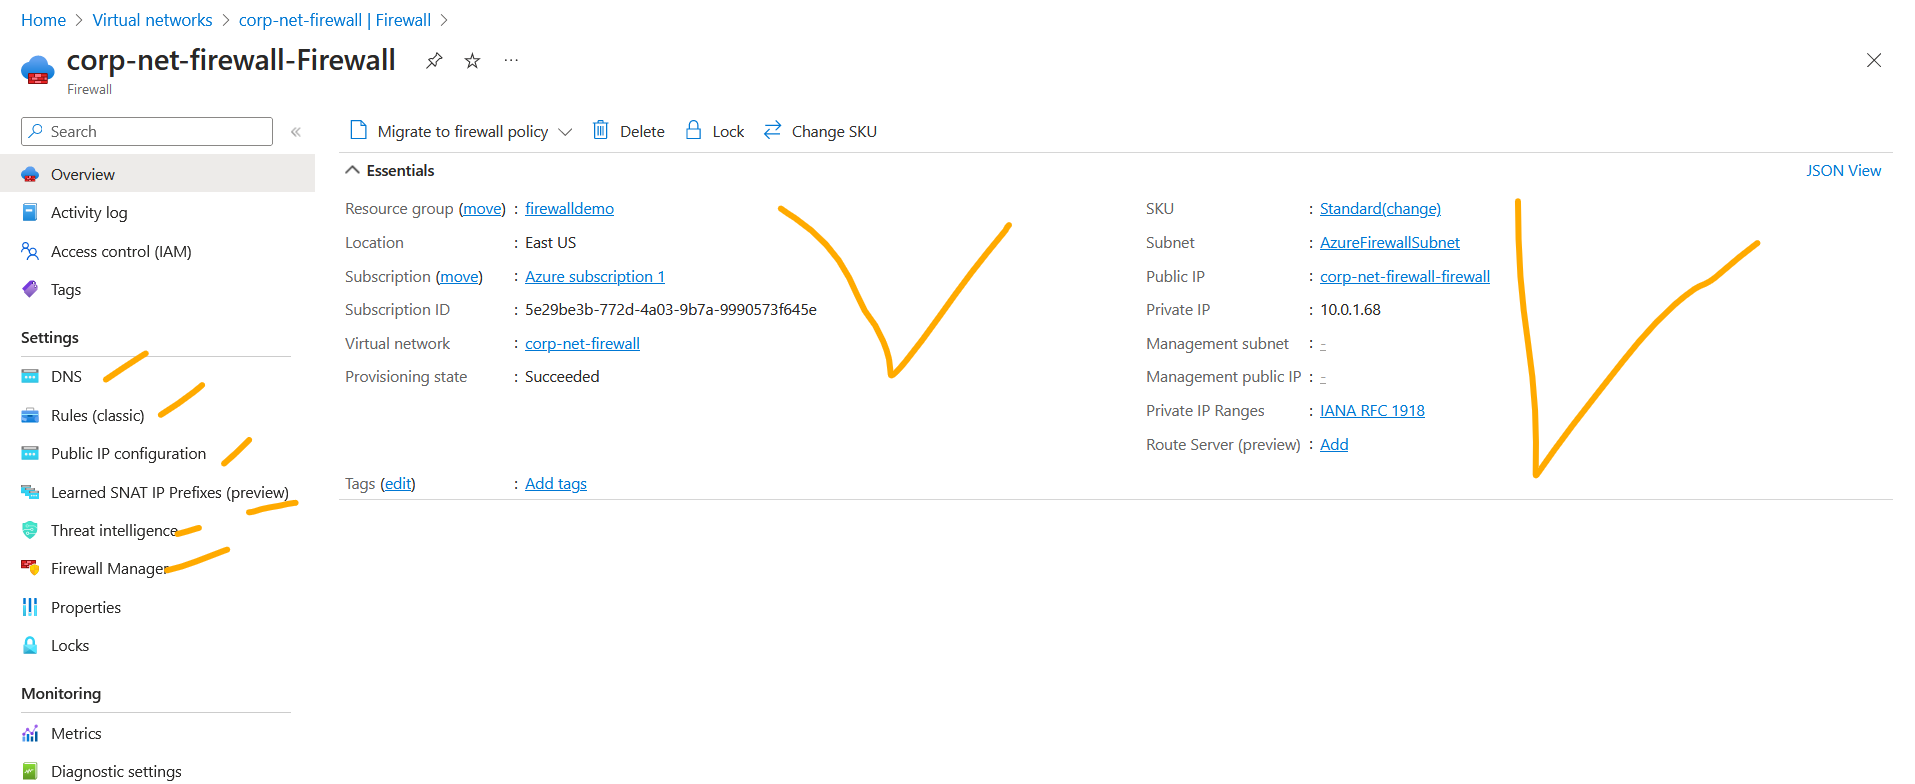 Home > Virtual networks > corp-net-firewall | Firewall >
corp-net-firewall-Firewall ...
Firewall
Search «
Overview
Activity log
Access control (IAM)
Tags
Settings
DNS
Rules (classic)
Public IP configuration
Learned SNAT IP Prefixes (preview)
Threat intelligence
Firewall Manager
Properties
Locks
Monitoring
Metrics
Diagnostic settings
Migrate to firewall policy Delete Lock Change SKU
Essentials JSON View
Resource group (move) : firewalldemo
Location : East US
Subscription (move) : Azure subscription 1
Subscription ID : 5e29be3b-772d-4a03-9b7a-9990573f645e
Virtual network : corp-net-firewall
Provisioning state : Succeeded
SKU : Standard(change)
Subnet : AzureFirewallSubnet
Public IP : corp-net-firewall-firewall
Private IP : 10.0.1.68
Management subnet : -
Management public IP : -
Private IP Ranges : IANA RFC 1918
Route Server (preview) : Add
Tags (edit) : Add tags